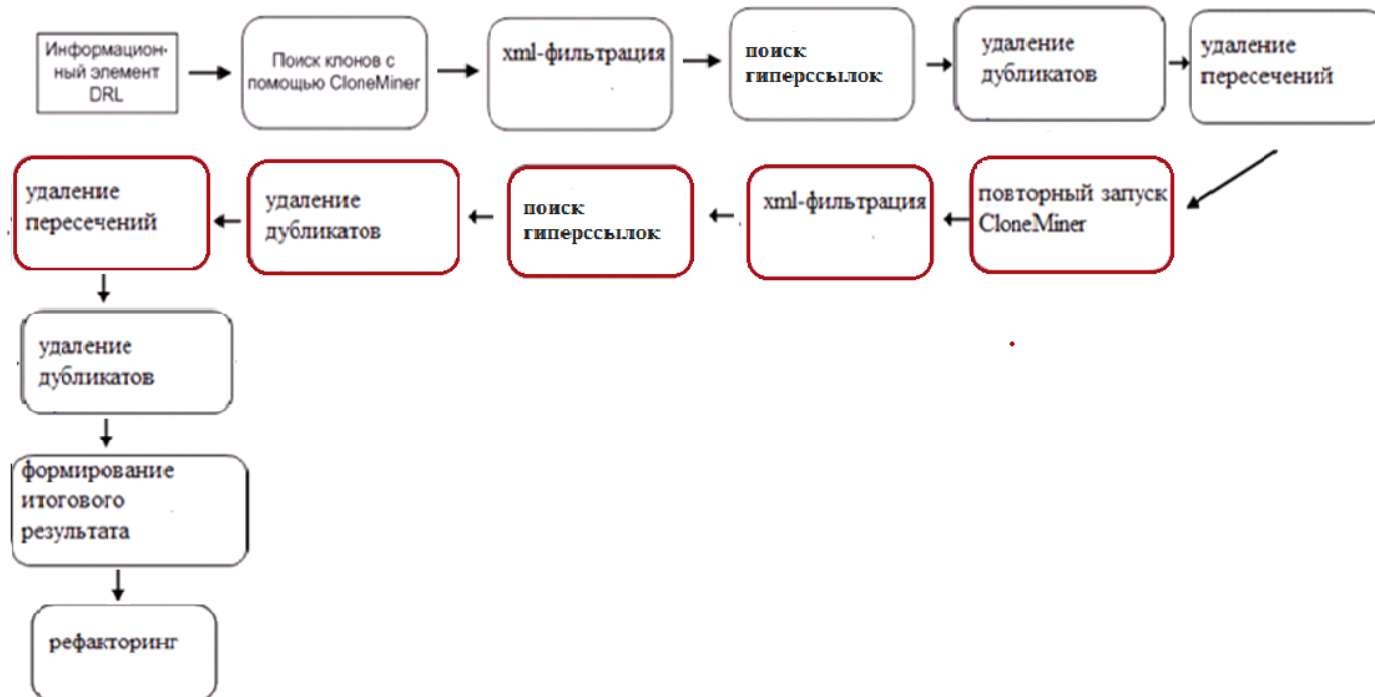 Информацион-
ный элемент
DRL
Поиск клонов с
помощью CloneMiner
xml-фильтрация
поиск
гиперссылок
удаление
дубликатов
удаление
пересечений
повторный запуск
CloneMiner
xml-фильтрация
поиск
гиперссылок
удаление
дубликатов
удаление
пересечений
удаление
дубликатов
формирование
итогового
результата
рефакторинг